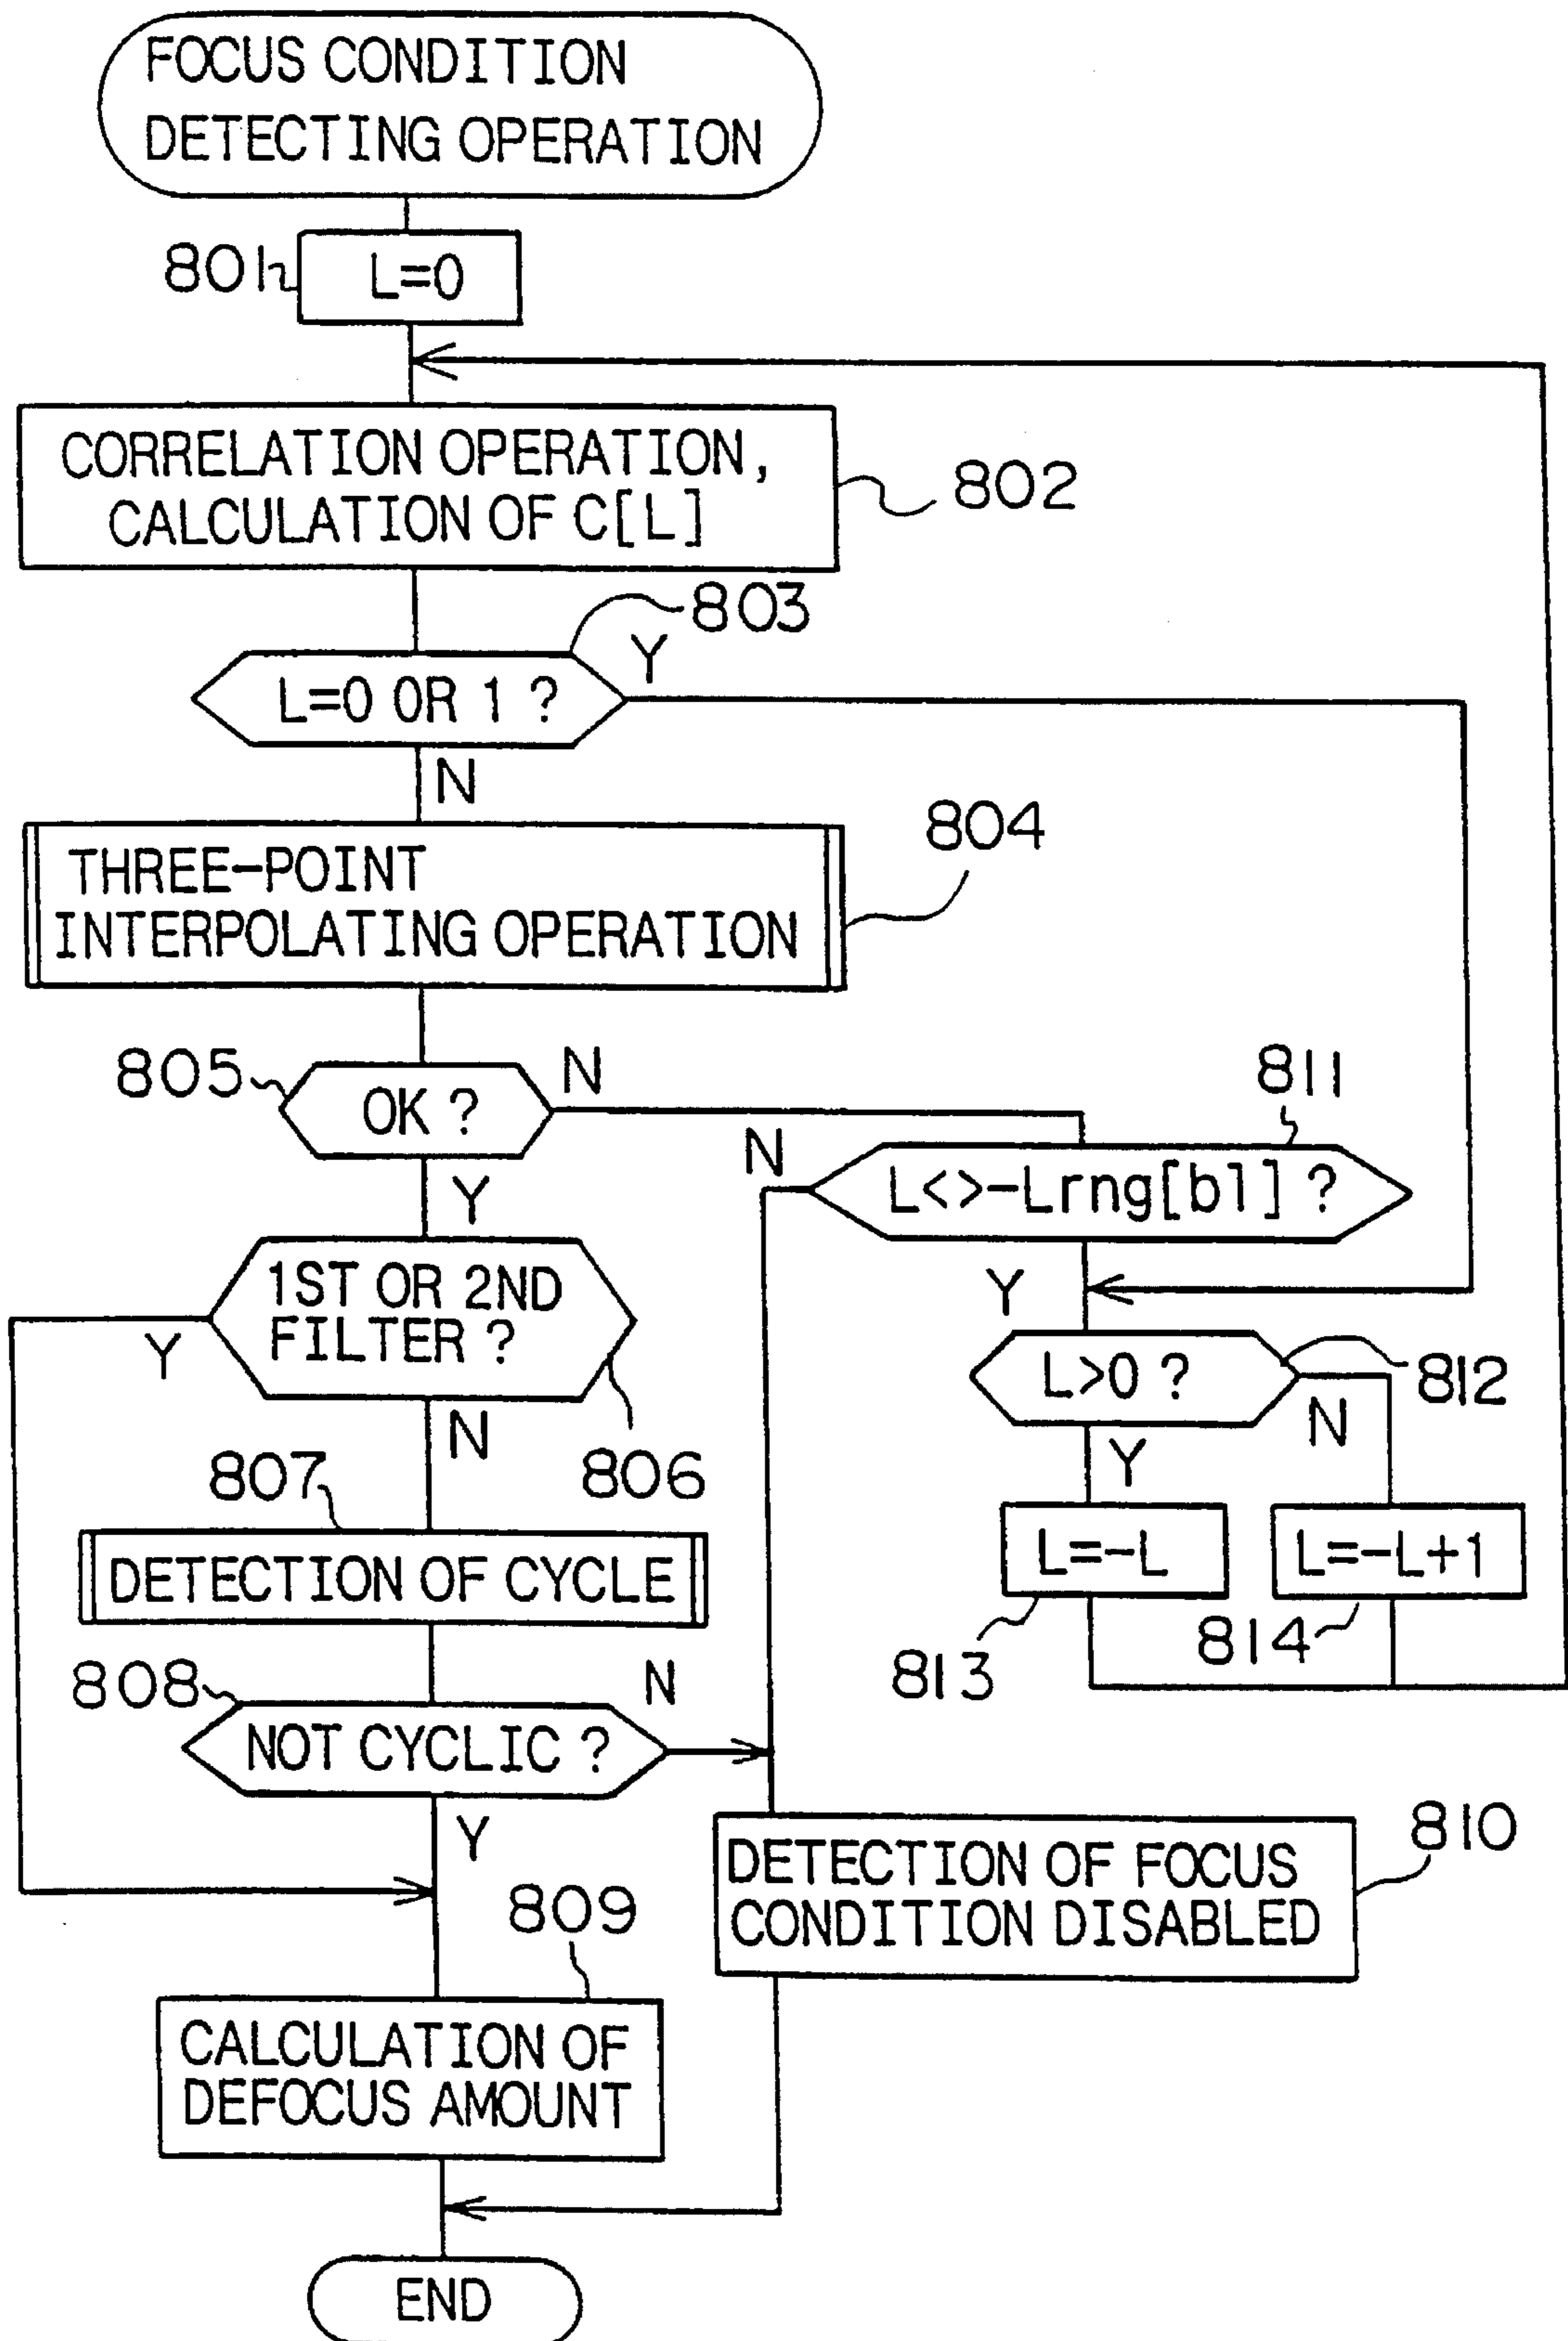 FOCUS CONDITION
DETECTING OPERATION
801
L=0
CORRELATION OPERATION,
CALCULATION OF C[L]
802
803
L=0 OR 1 ?
Y
N
THREE-POINT
INTERPOLATING OPERATION
804
805
OK ?
N
Y
811
N
L<>-Lrng[bl] ?
Y
1ST OR 2ND
FILTER ?
Y
N
806
L>0 ?
812
N
Y
807
DETECTION OF CYCLE
L=-L
L=-L+1
813
814
808
NOT CYCLIC ?
N
Y
810
DETECTION OF FOCUS
CONDITION DISABLED
809
CALCULATION OF
DEFOCUS AMOUNT
END